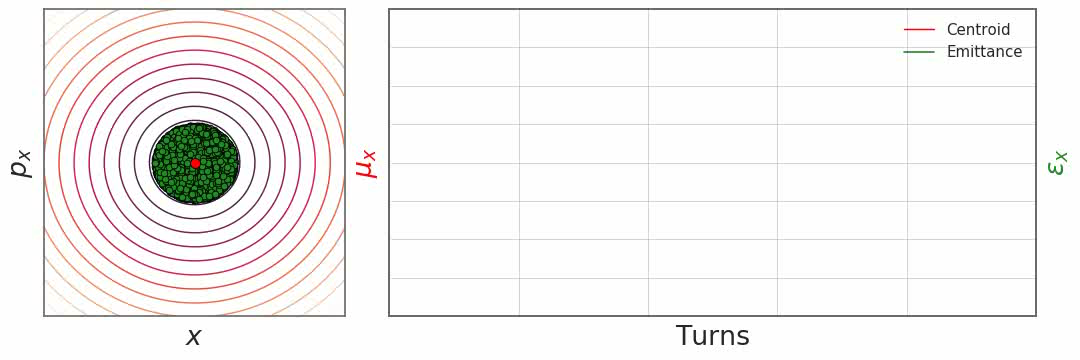 p_x
x
μ_x
Centroid
Emittance
ε_x
Turns